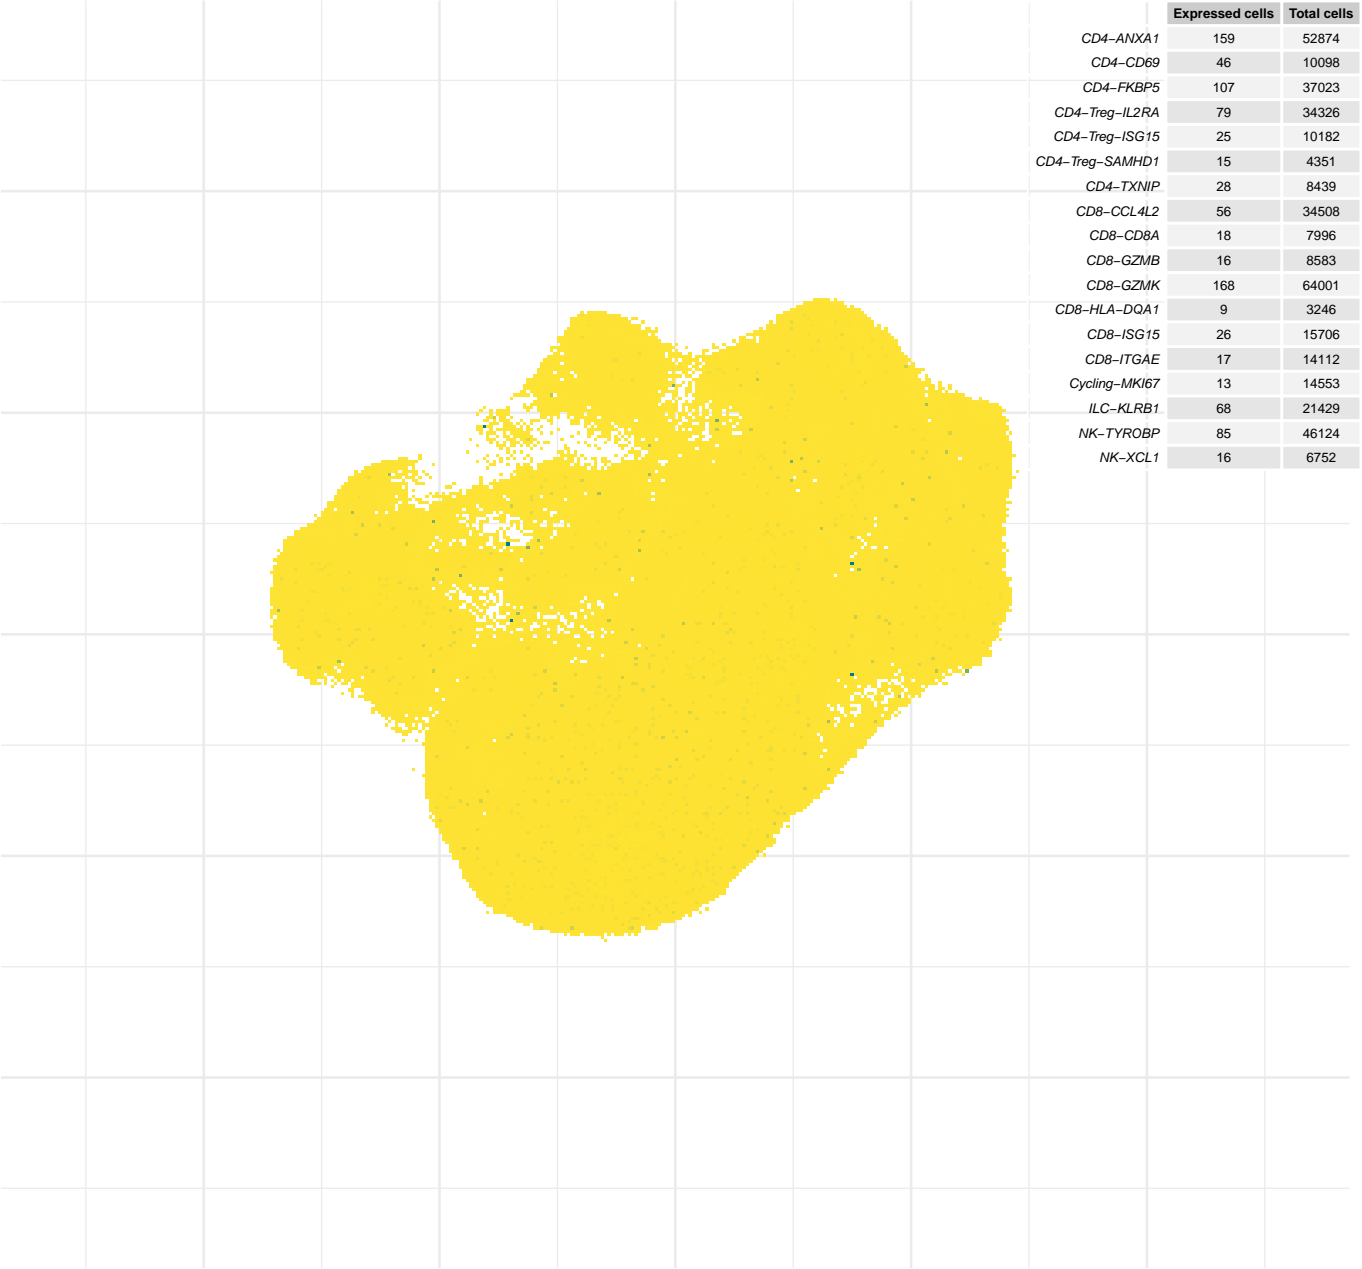 Expressed cells Total cells
CD4−ANXA1 159 52874
CD4−CD69 46 10098
CD4−FKBP5 107 37023
CD4−Treg−IL2RA 79 34326
CD4−Treg−ISG15 25 10182
CD4−Treg−SAMHD1 15 4351
CD4−TXNIP 28 8439
CD8−CCL4L2 56 34508
CD8−CD8A 18 7996
CD8−GZMB 16 8583
CD8−GZMK 168 64001
CD8−HLA−DQA1 9 3246
CD8−ISG15 26 15706
CD8−ITGAE 17 14112
Cycling−MKI67 13 14553
ILC−KLRB1 68 21429
NK−TYROBP 85 46124
NK−XCL1 16 6752